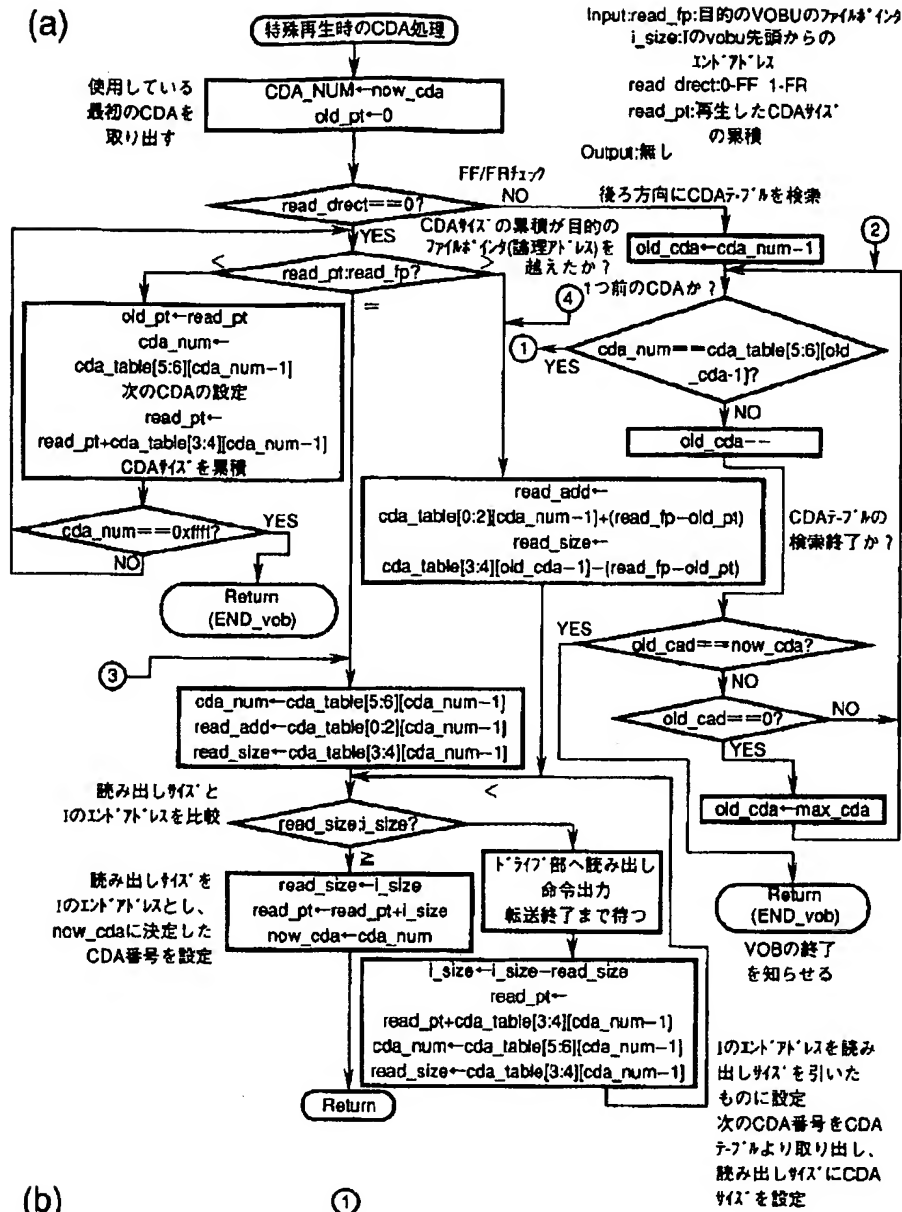 (a)
特殊再生時のCDA処理
Input:read_fp:目的のVOBUのファイルポインタ
i_size:Iのvobu先頭からの
エンドアドレス
read drect:0-FF 1-FR
read_pt:再生したCDAサイズ
の累積
Output:無し
使用している
最初のCDAを
取り出す
CDA_NUM←now_cda
old_pt←0
FF/FRチェック
read_drect==0?
NO
YES
後ろ方向にCDAテーブルを検索
②
old_cda←cda_num-1
CDAサイズの累積が目的の
ファイルポインタ(論理アドレス)を
越えたか?
<
read_pt:read_fp?
>
=
④
1つ前のCDAか?
①
YES
cda_num==cda_table[5:6][old
_cda-1]?
NO
old_cda--
old_pt←read_pt
cda_num←
cda_table[5:6][cda_num-1]
次のCDAの設定
read_pt←
read_pt+cda_table[3:4][cda_num-1]
CDAサイズを累積
cda_num==0xffff?
YES
NO
Return
(END_vob)
read_add←
cda_table[0:2][cda_num-1]+(read_fp-old_pt)
read_size←
cda_table[3:4][old_cda-1]-(read_fp-old_pt)
CDAテーブルの
検索終了か?
YES
old_cad==now_cda?
NO
old_cad==0?
NO
YES
old_cda←max_cda
Return
(END_vob)
VOBの終了
を知らせる
③
cda_num←cda_table[5:6][cda_num-1]
read_add←cda_table[0:2][cda_num-1]
read_size←cda_table[3:4][cda_num-1]
読み出しサイズと
Iのエンドアドレスを比較
<
read_size:i_size?
≧
読み出しサイズを
Iのエンドアドレスとし、
now_cdaに決定した
CDA番号を設定
read_size←i_size
read_pt←read_pt+i_size
now_cda←cda_num
ドライブ部へ読み出し
命令出力
転送終了まで待つ
i_size←i_size-read_size
read_pt←
read_pt+cda_table[3:4][cda_num-1]
cda_num←cda_table[5:6][cda_num-1]
read_size←cda_table[3:4][cda_num-1]
Return
Iのエンドアドレスを読み
出しサイズを引いた
ものに設定
次のCDA番号をCDA
テーブルより取り出し、
読み出しサイズにCDA
サイズを設定
(b)
①